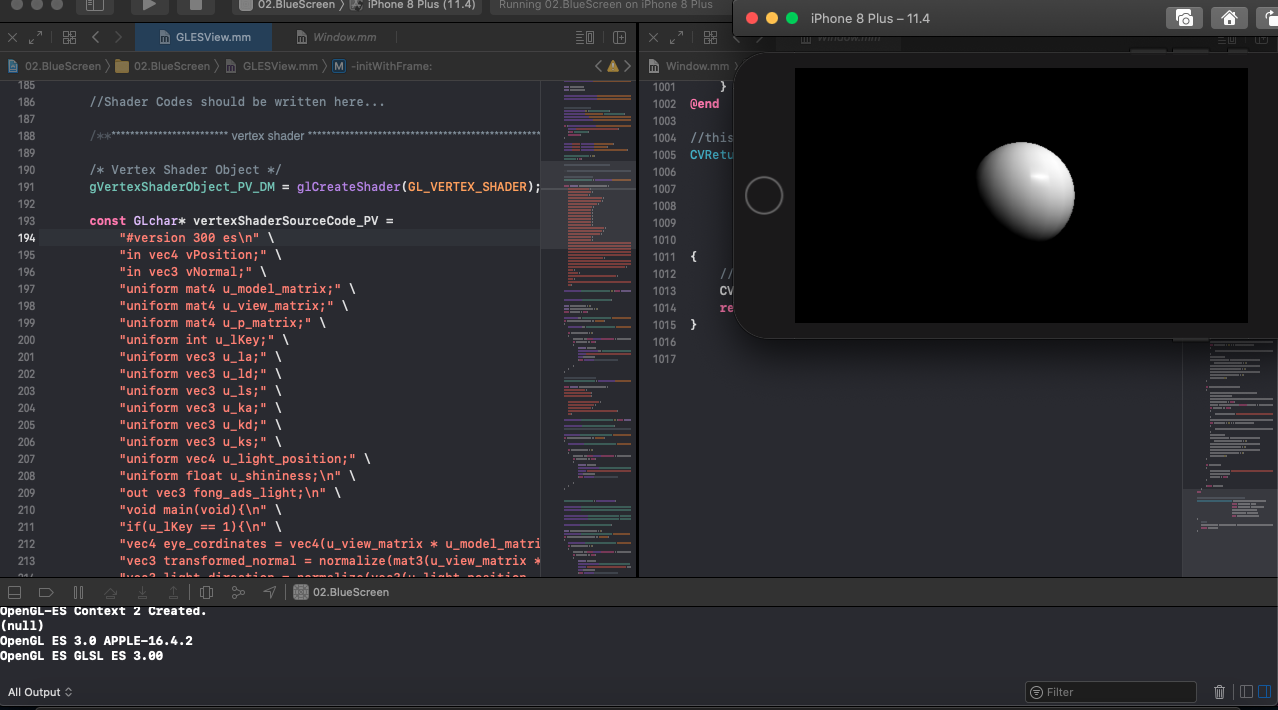 02.BlueScreen
iPhone 8 Plus (11.4)
Running 02.BlueScreen on iPhone 8 Plus
GLESView.mm
Window.mm
02.BlueScreen
02.BlueScreen
GLESView.mm
M -initWithFrame:
185
186 //Shader Codes should be written here...
187
188 /************************** vertex shader ****************************************************
189
190 /* Vertex Shader Object */
191 gVertexShaderObject_PV_DM = glCreateShader(GL_VERTEX_SHADER);
192
193 const GLchar* vertexShaderSourceCode_PV =
194 "#version 300 es\n" \
195 "in vec4 vPosition;" \
196 "in vec3 vNormal;" \
197 "uniform mat4 u_model_matrix;" \
198 "uniform mat4 u_view_matrix;" \
199 "uniform mat4 u_p_matrix;" \
200 "uniform int u_lKey;" \
201 "uniform vec3 u_la;" \
202 "uniform vec3 u_ld;" \
203 "uniform vec3 u_ls;" \
204 "uniform vec3 u_ka;" \
205 "uniform vec3 u_kd;" \
206 "uniform vec3 u_ks;" \
207 "uniform vec4 u_light_position;" \
208 "uniform float u_shininess;\n" \
209 "out vec3 fong_ads_light;\n" \
210 "void main(void){\n" \
211 "if(u_lKey == 1){\n" \
212 "vec4 eye_cordinates = vec4(u_view_matrix * u_model_matri
213 "vec3 transformed_normal = normalize(mat3(u_view_matrix *
214 "vec3 light_direction = normalize(vec3(u_light_position
Window.mm
Window.mm
1001 }
1002 @end
1003
1004 //this
1005 CVRetu
1006
1007
1008
1009
1010
1011 {
1012 //
1013 CV
1014 re
1015 }
1016
1017
iPhone 8 Plus – 11.4
02.BlueScreen
OpenGL-ES Context 2 Created.
(null)
OpenGL ES 3.0 APPLE-16.4.2
OpenGL ES GLSL ES 3.00
All Output
Filter